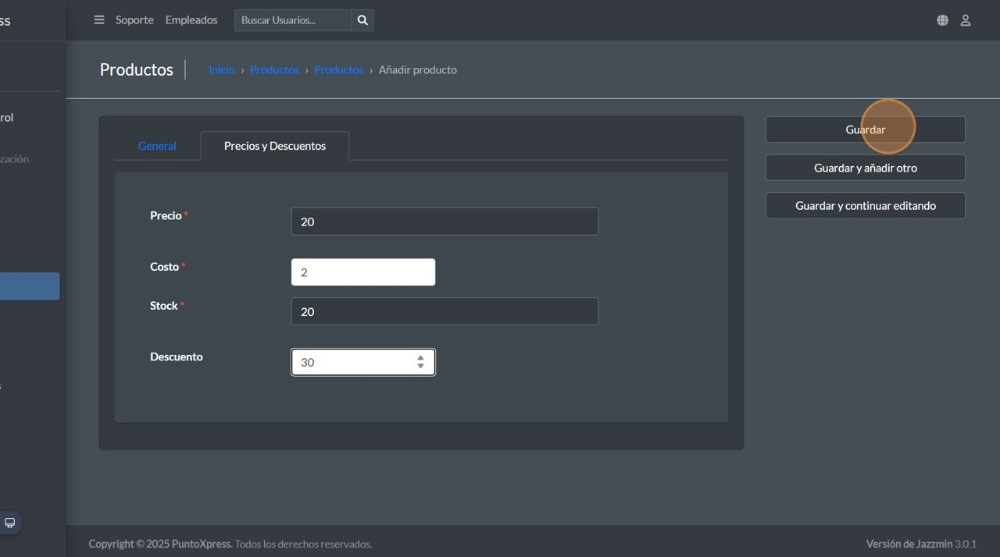 ss
Soporte Empleados Buscar Usuarios...
Productos Inicio › Productos › Productos › Añadir producto
rol
zación
s
General Precios y Descuentos
Precio * 20
Costo * 2
Stock * 20
Descuento 30
Guardar
Guardar y añadir otro
Guardar y continuar editando
Copyright © 2025 PuntoXpress. Todos los derechos reservados.
Versión de Jazzmin 3.0.1